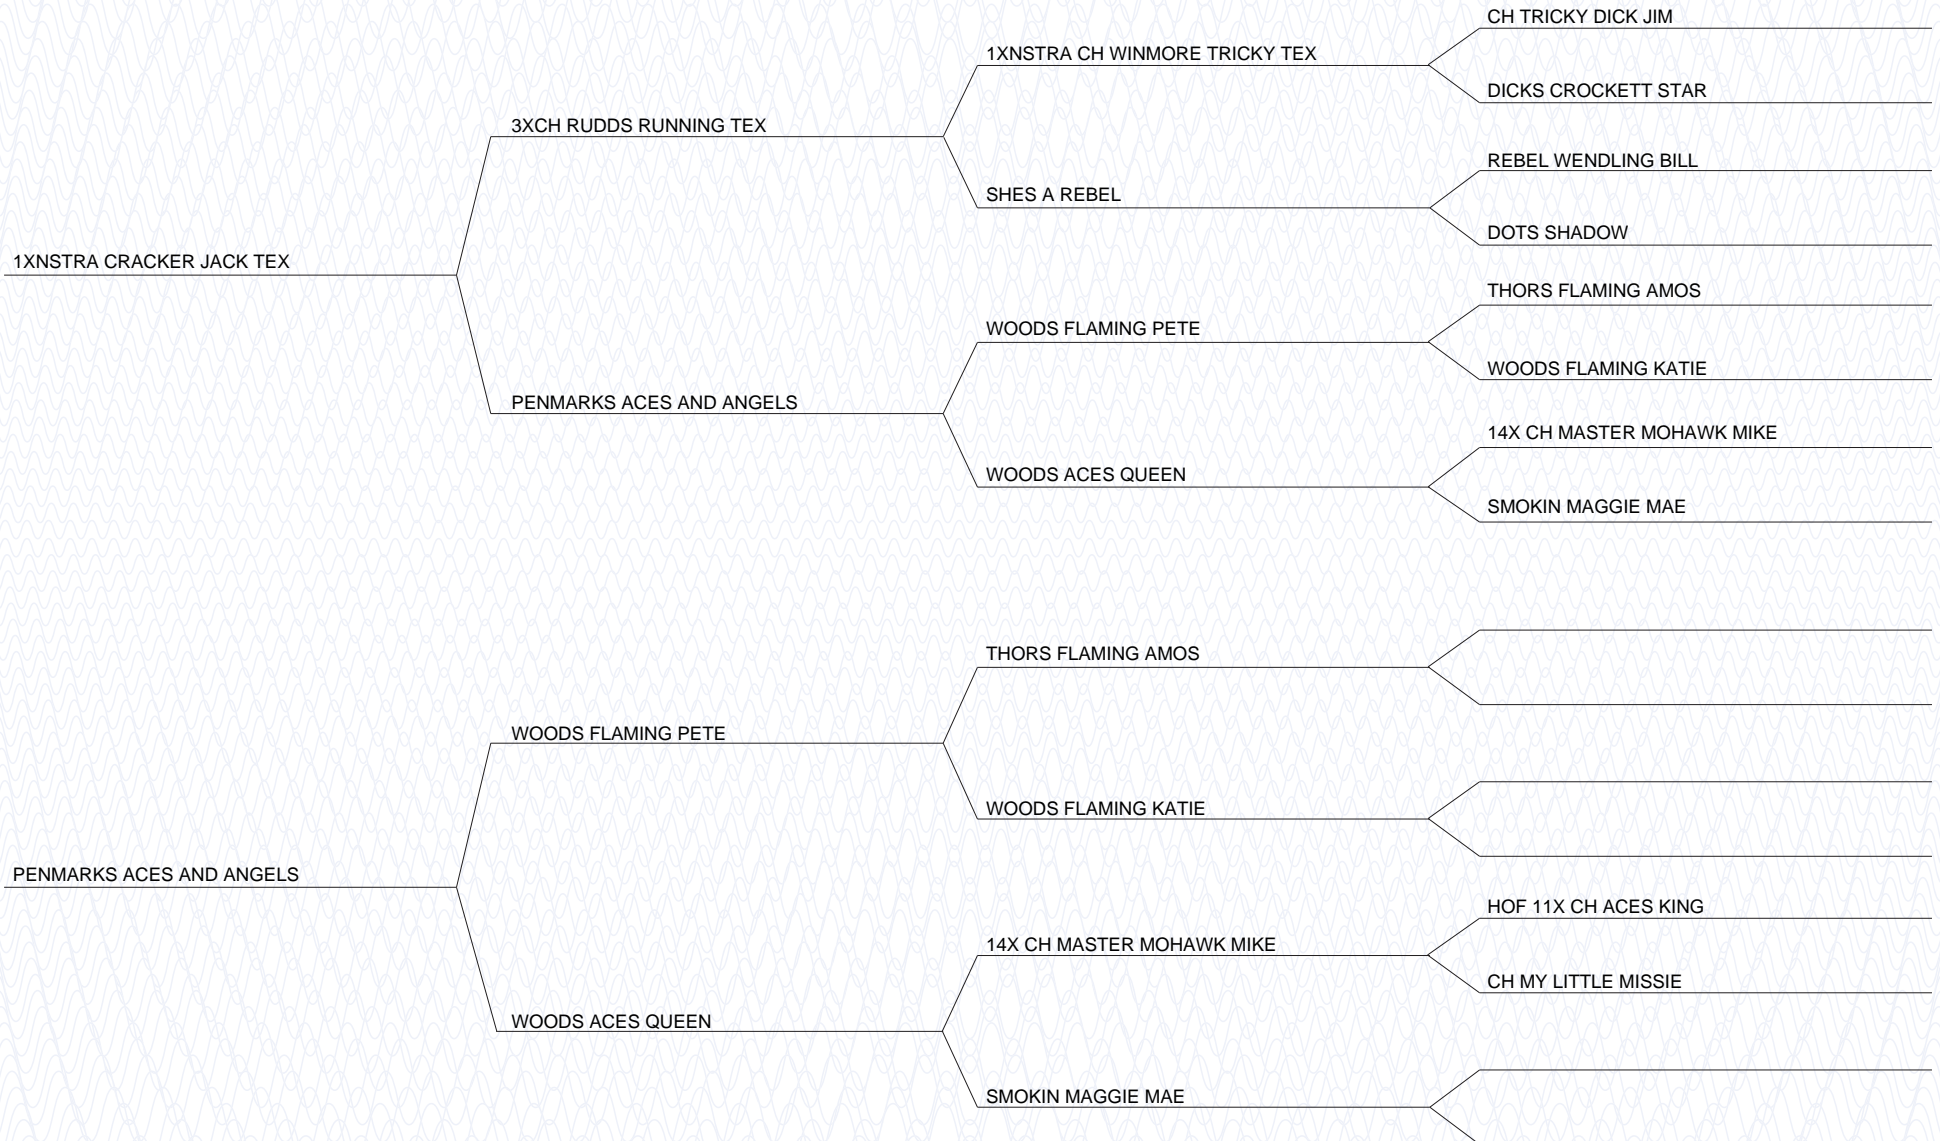 CH TRICKY DICK JIM
1XNSTRA CH WINMORE TRICKY TEX
DICKS CROCKETT STAR
3XCH RUDDS RUNNING TEX
REBEL WENDLING BILL
SHES A REBEL
DOTS SHADOW
1XNSTRA CRACKER JACK TEX
THORS FLAMING AMOS
WOODS FLAMING PETE
WOODS FLAMING KATIE
PENMARKS ACES AND ANGELS
14X CH MASTER MOHAWK MIKE
WOODS ACES QUEEN
SMOKIN MAGGIE MAE
THORS FLAMING AMOS
WOODS FLAMING PETE
WOODS FLAMING KATIE
PENMARKS ACES AND ANGELS
HOF 11X CH ACES KING
14X CH MASTER MOHAWK MIKE
CH MY LITTLE MISSIE
WOODS ACES QUEEN
SMOKIN MAGGIE MAE